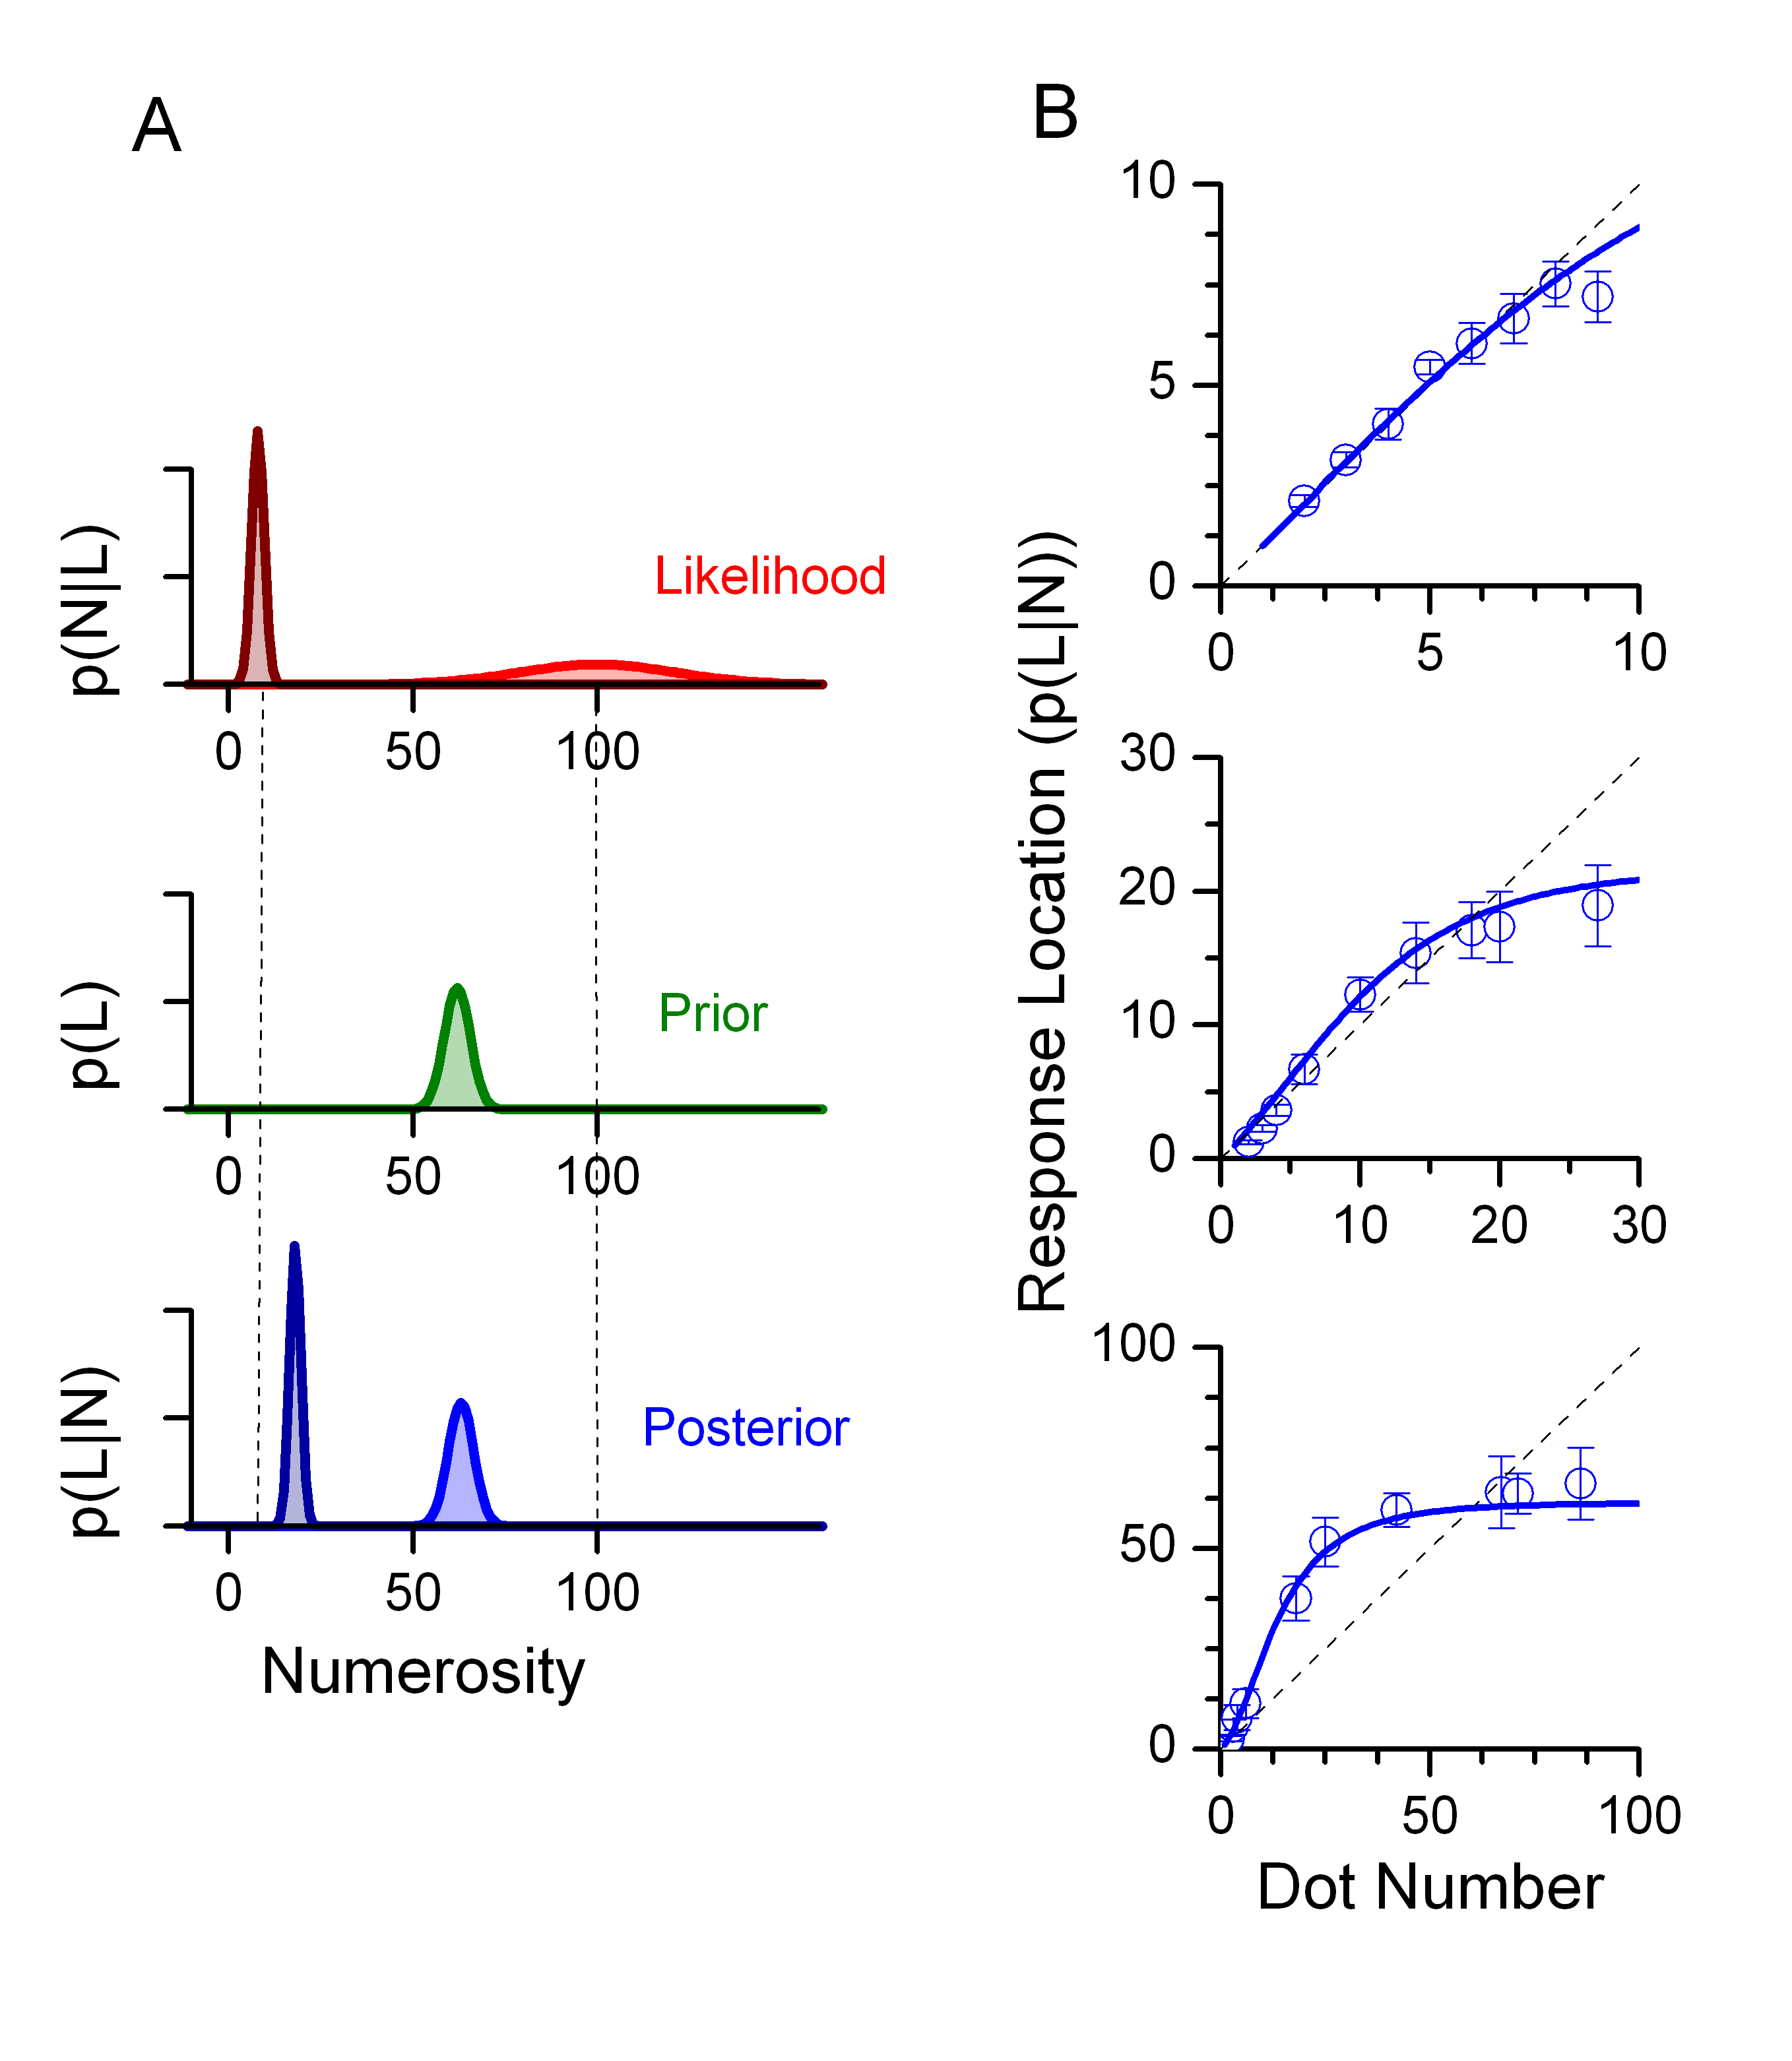 A
p(N|L)
Likelihood
0 50 100
p(L)
Prior
0 50 100
p(L|N)
Posterior
0 50 100
Numerosity
B
Response Location (p(L|N))
10
5
0
0 5 10
30
20
10
0
0 10 20 30
100
50
0
0 50 100
Dot Number